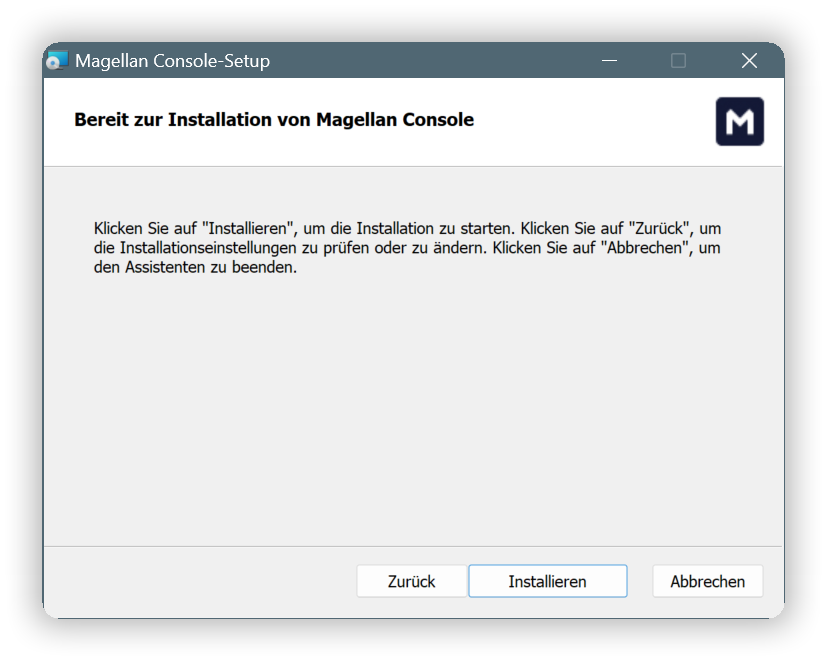 Magellan Console-Setup
Bereit zur Installation von Magellan Console
M
Klicken Sie auf "Installieren", um die Installation zu starten. Klicken Sie auf "Zurück", um
die Installationseinstellungen zu prüfen oder zu ändern. Klicken Sie auf "Abbrechen", um
den Assistenten zu beenden.
Zurück
Installieren
Abbrechen